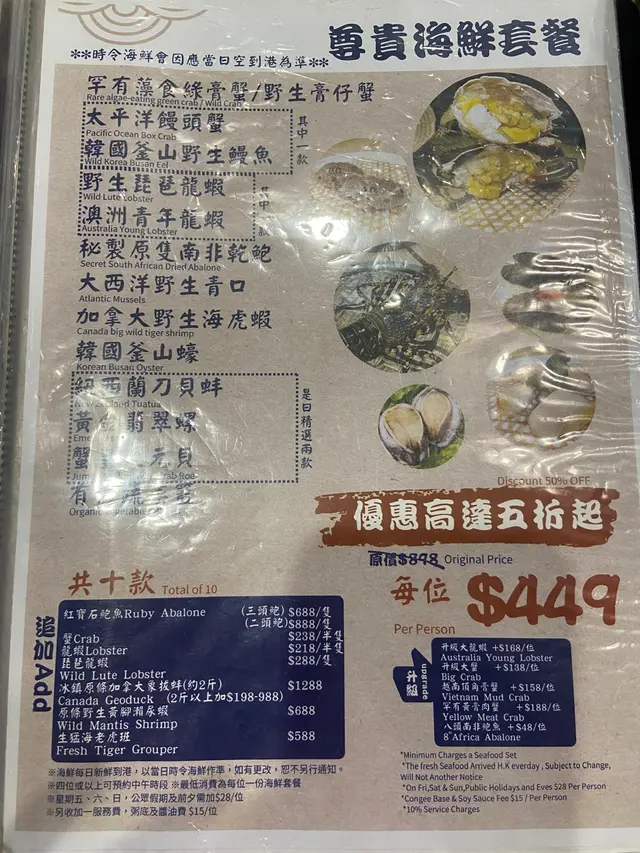 尊貴海鮮套餐
**時令海鮮會因應當日空到港為準**
罕有藻食綠膏蟹/野生膏仔蟹
Rare algae-eating green crab / Wild Crab
太平洋饅頭蟹
Pacific Ocean Box Crab
韓國釜山野生鰻魚
Wild Korea Busan Eel
其中一款
野生琵琶龍蝦
Wild Lute Lobster
澳洲青年龍蝦
Australia Young Lobster
其中一款
秘製原隻南非乾鮑
Secret South African Dried Abalone
大西洋野生青口
Atlantic Mussels
加拿大野生海虎蝦
Canada big wild tiger shrimp
韓國釜山蠔
Korean Busan Oyster
紐西蘭刀貝蚌
New Zealand Tuatua
黃金翡翠螺
蟹元貝
Crab Roe
是日精選兩款
Organic Vegetables
Discount 50% OFF
優惠高達五折起
原價$848 Original Price
每位 $449
Per Person
共十款 Total of 10
追加 Add
紅寶石鮑魚Ruby Abalone (三頭鮑) $688/隻
(二頭鮑) $888/隻
蟹Crab $238/半隻
龍蝦Lobster $218/半隻
琵琶龍蝦 $288/隻
Wild Lute Lobster
冰鎮原條加拿大象拔蚌(約2斤) $1288
Canada Geoduck (2斤以上加$198-988)
原條野生黃腳瀨尿蝦 $688
Wild Mantis Shrimp
生猛海老虎班 $588
Fresh Tiger Grouper
升級 upgrade
升級大龍蝦 +$168/位
Australia Young Lobster
升級大蟹 +$138/位
Big Crab
越南頂角膏蟹 +$158/位
Vietnam Mud Crab
罕有黃膏肉蟹 +$188/位
Yellow Meat Crab
八頭南非鮑魚 +$48/位
8"Africa Abalone
※海鮮每日新鮮到港，以當日時令海鮮作準，如有更改，恕不另行通知。
※四位或以上可預約中午時段 ※最低消費為每位一份海鮮套餐
※星期五、六、日，公眾假期及前夕需加$28/位
※另收加一服務費，粥底及醬油費 $15/位
*Minimum Charges a Seafood Set
*The fresh Seafood Arrived H.K everday , Subject to Change,
Will Not Another Notice
*On Fri,Sat & Sun,Public Holidays and Eves $28 Per Person
*Congee Base & Soy Sauce Fee $15 / Per Person
*10% Service Charges